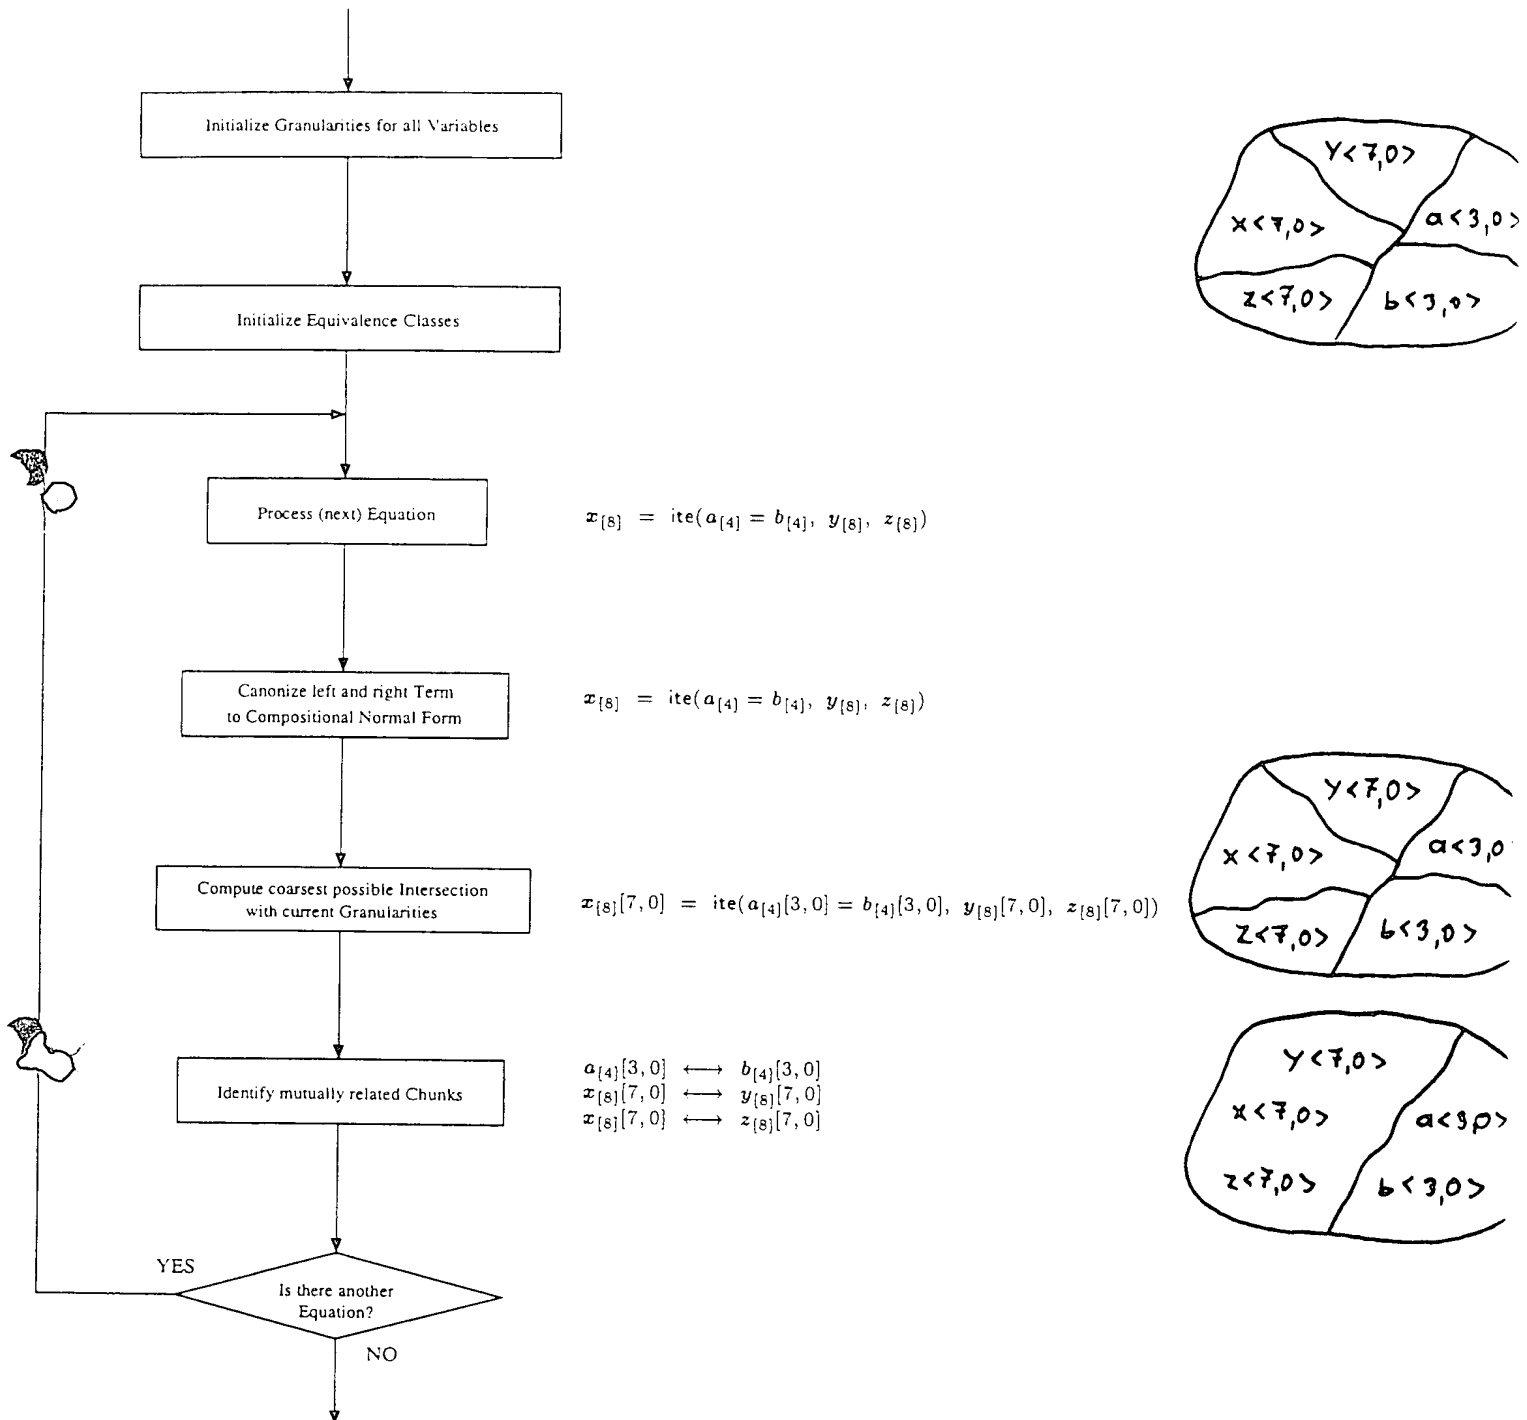 Initialize Granularities for all Variables
Y<7,0>
x<7,0>
a<3,0>
z<7,0>
b<3,0>
Initialize Equivalence Classes
Process (next) Equation
x[8] = ite(a[4] = b[4], y[8], z[8])
Canonize left and right Term
to Compositional Normal Form
x[8] = ite(a[4] = b[4], y[8], z[8])
Y<7,0>
x<7,0>
a<3,0
z<7,0>
b<3,0>
Compute coarsest possible Intersection
with current Granularities
x[8][7, 0] = ite(a[4][3, 0] = b[4][3, 0], y[8][7, 0], z[8][7, 0])
Identify mutually related Chunks
a[4][3, 0] ⟷ b[4][3, 0]
x[8][7, 0] ⟷ y[8][7, 0]
x[8][7, 0] ⟷ z[8][7, 0]
Y<7,0>
x<7,0>
a<3,0>
z<7,0>
b<3,0>
YES
Is there another
Equation?
NO